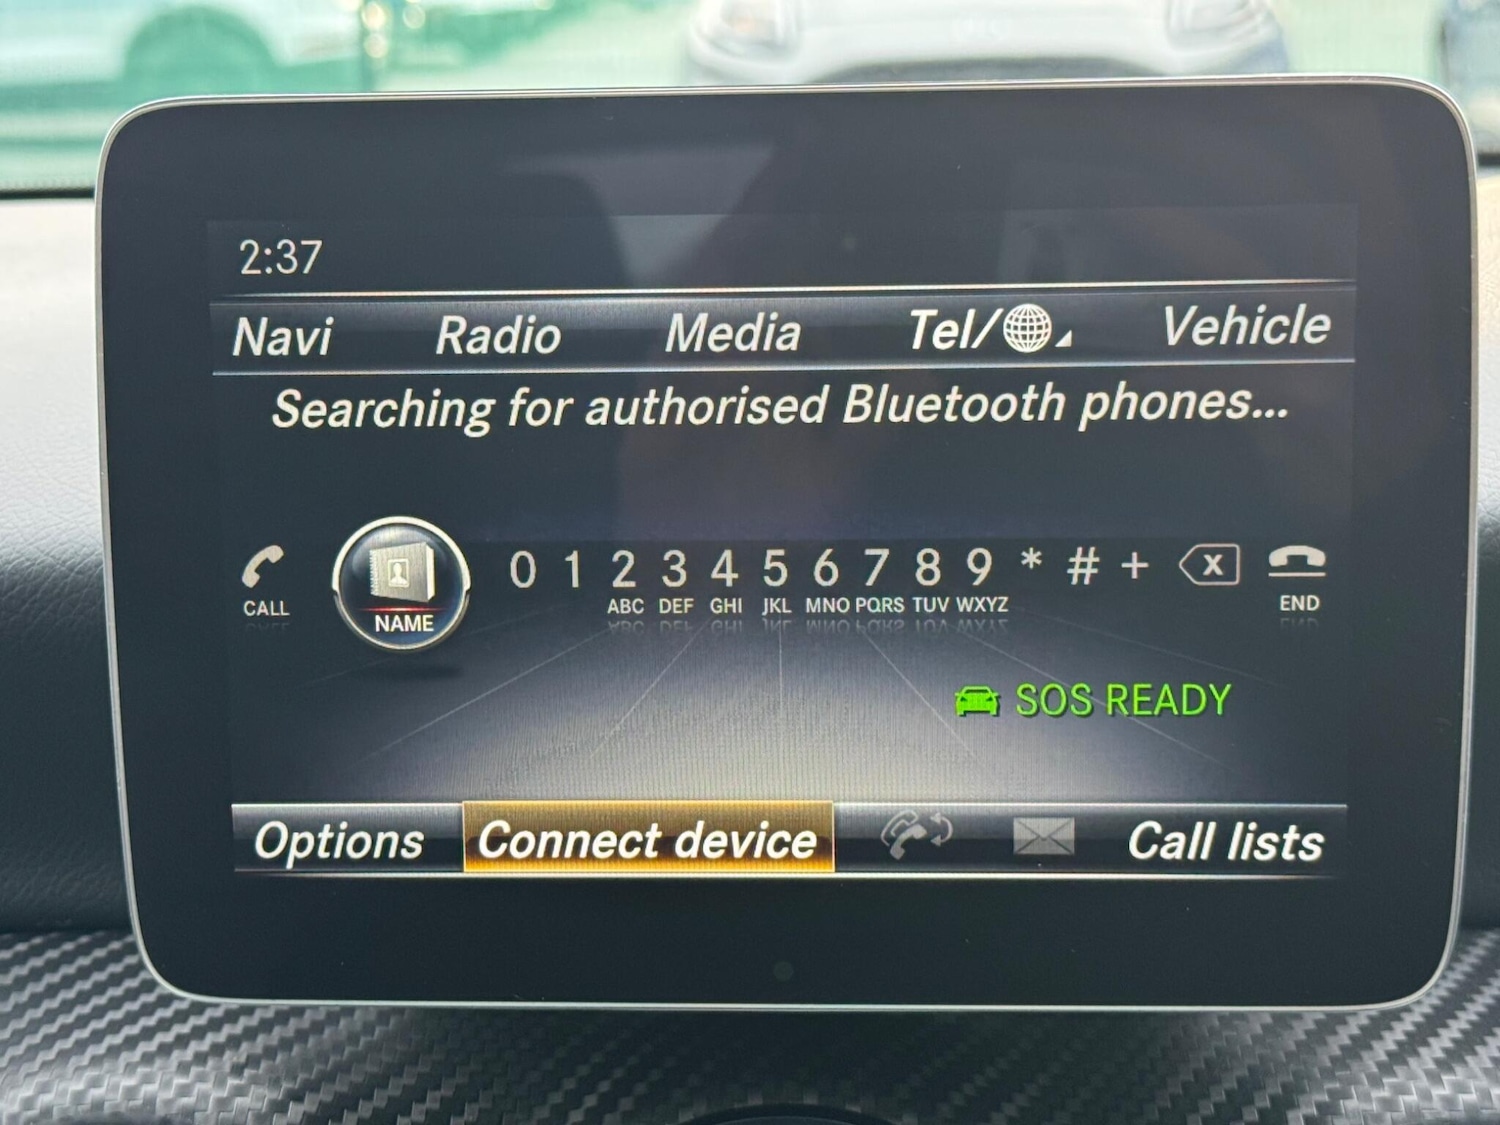 2:37
Navi Radio Media Tel/ Vehicle
Searching for authorised Bluetooth phones...
0 1 2 3 4 5 6 7 8 9 * # + X
CALL NAME ABC DEF GHI JKL MNO PQRS TUV WXYZ END
SOS READY
Options Connect device Call lists